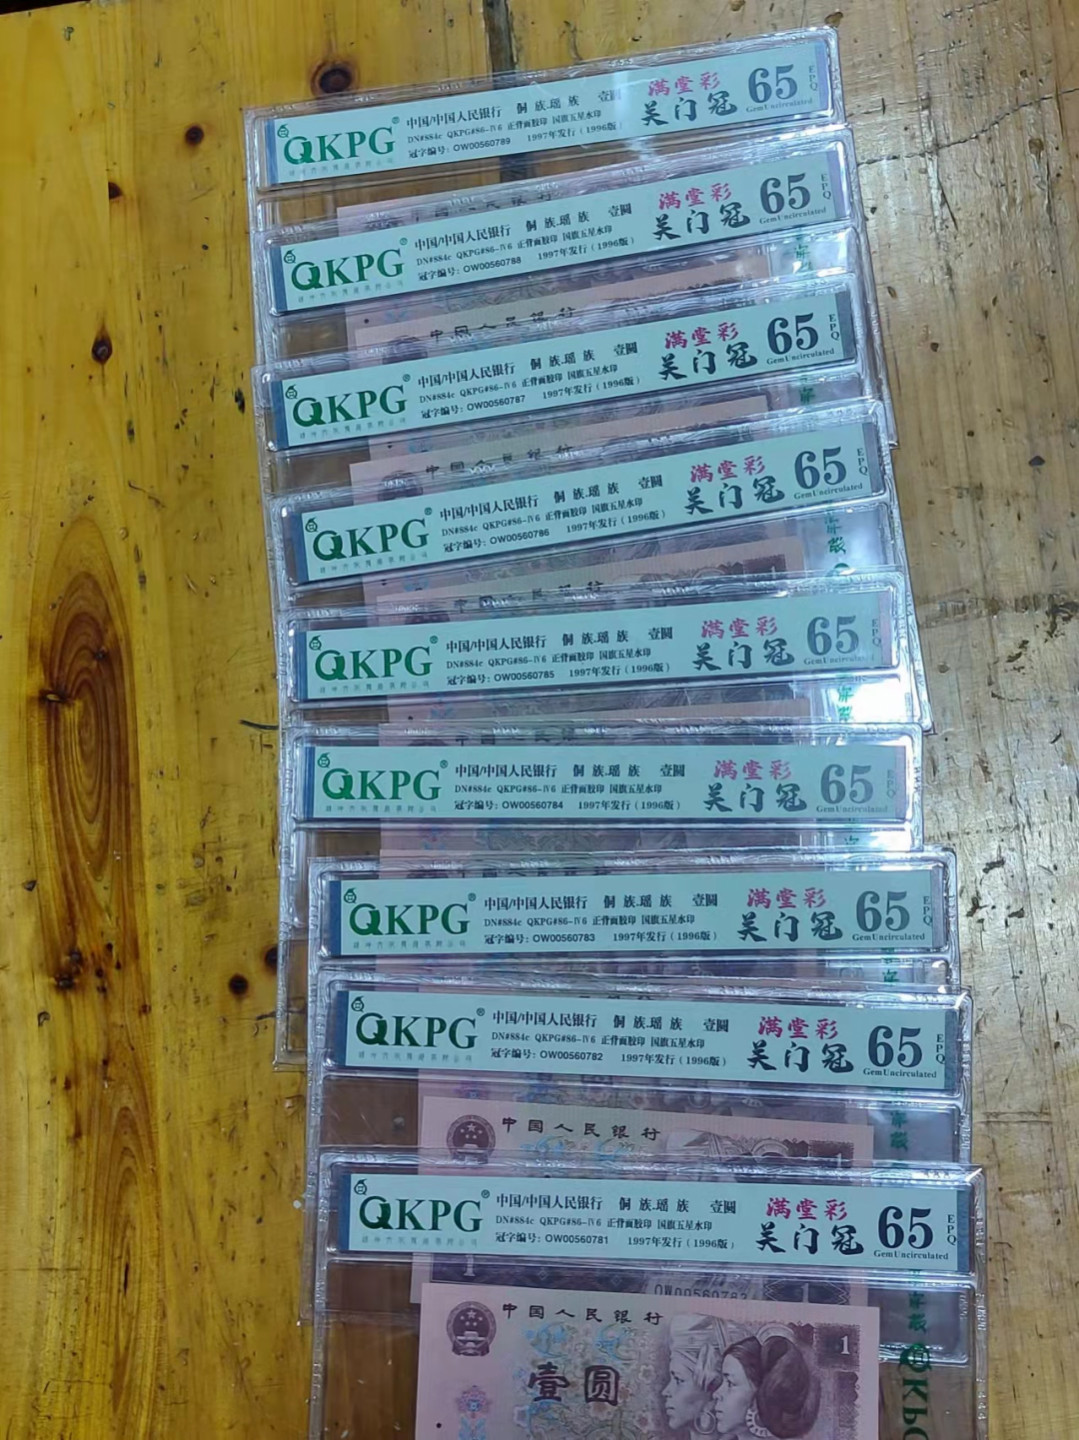 QKPG®
中国/中国人民银行 侗族.瑶族 壹圆
DN#884c QKPG#86-Ⅳ6 正背面胶印 国旗五星水印
冠字编号: OW00560789 1997年发行(1996版)
满堂彩
关门冠
65
EPQ
Gem Uncirculated
QKPG®
中国/中国人民银行 侗族.瑶族 壹圆
DN#884c QKPG#86-Ⅳ6 正背面胶印 国旗五星水印
冠字编号: OW00560788 1997年发行(1996版)
满堂彩
关门冠
65
EPQ
Gem Uncirculated
中国人民银行
QKPG®
中国/中国人民银行 侗族.瑶族 壹圆
DN#884c QKPG#86-Ⅳ6 正背面胶印 国旗五星水印
冠字编号: OW00560787 1997年发行(1996版)
满堂彩
关门冠
65
EPQ
Gem Uncirculated
中国人民银行
QKPG®
中国/中国人民银行 侗族.瑶族 壹圆
DN#884c QKPG#86-Ⅳ6 正背面胶印 国旗五星水印
冠字编号: OW00560786 1997年发行(1996版)
满堂彩
关门冠
65
EPQ
Gem Uncirculated
中国人民银行
QKPG®
中国/中国人民银行 侗族.瑶族 壹圆
DN#884c QKPG#86-Ⅳ6 正背面胶印 国旗五星水印
冠字编号: OW00560785 1997年发行(1996版)
满堂彩
关门冠
65
EPQ
Gem Uncirculated
QKPG®
中国/中国人民银行 侗族.瑶族 壹圆
DN#884c QKPG#86-Ⅳ6 正背面胶印 国旗五星水印
冠字编号: OW00560784 1997年发行(1996版)
满堂彩
关门冠
65
EPQ
Gem Uncirculated
QKPG®
中国/中国人民银行 侗族.瑶族 壹圆
DN#884c QKPG#86-Ⅳ6 正背面胶印 国旗五星水印
冠字编号: OW00560783 1997年发行(1996版)
满堂彩
关门冠
65
EPQ
Gem Uncirculated
QKPG®
中国/中国人民银行 侗族.瑶族 壹圆
DN#884c QKPG#86-Ⅳ6 正背面胶印 国旗五星水印
冠字编号: OW00560782 1997年发行(1996版)
满堂彩
关门冠
65
EPQ
Gem Uncirculated
中国人民银行
QKPG®
中国/中国人民银行 侗族.瑶族 壹圆
DN#884c QKPG#86-Ⅳ6 正背面胶印 国旗五星水印
冠字编号: OW00560781 1997年发行(1996版)
满堂彩
关门冠
65
EPQ
Gem Uncirculated
1
OW00560782
中国人民银行
1
壹圆